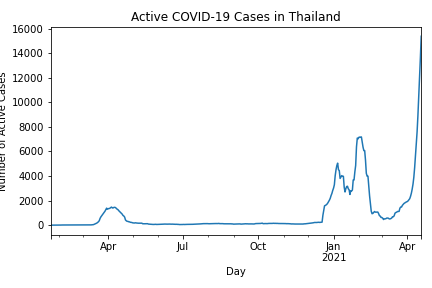 Active COVID-19 Cases in Thailand
Number of Active Cases
16000
14000
12000
10000
8000
6000
4000
2000
0
Apr
Jul
Oct
Jan
2021
Apr
Day